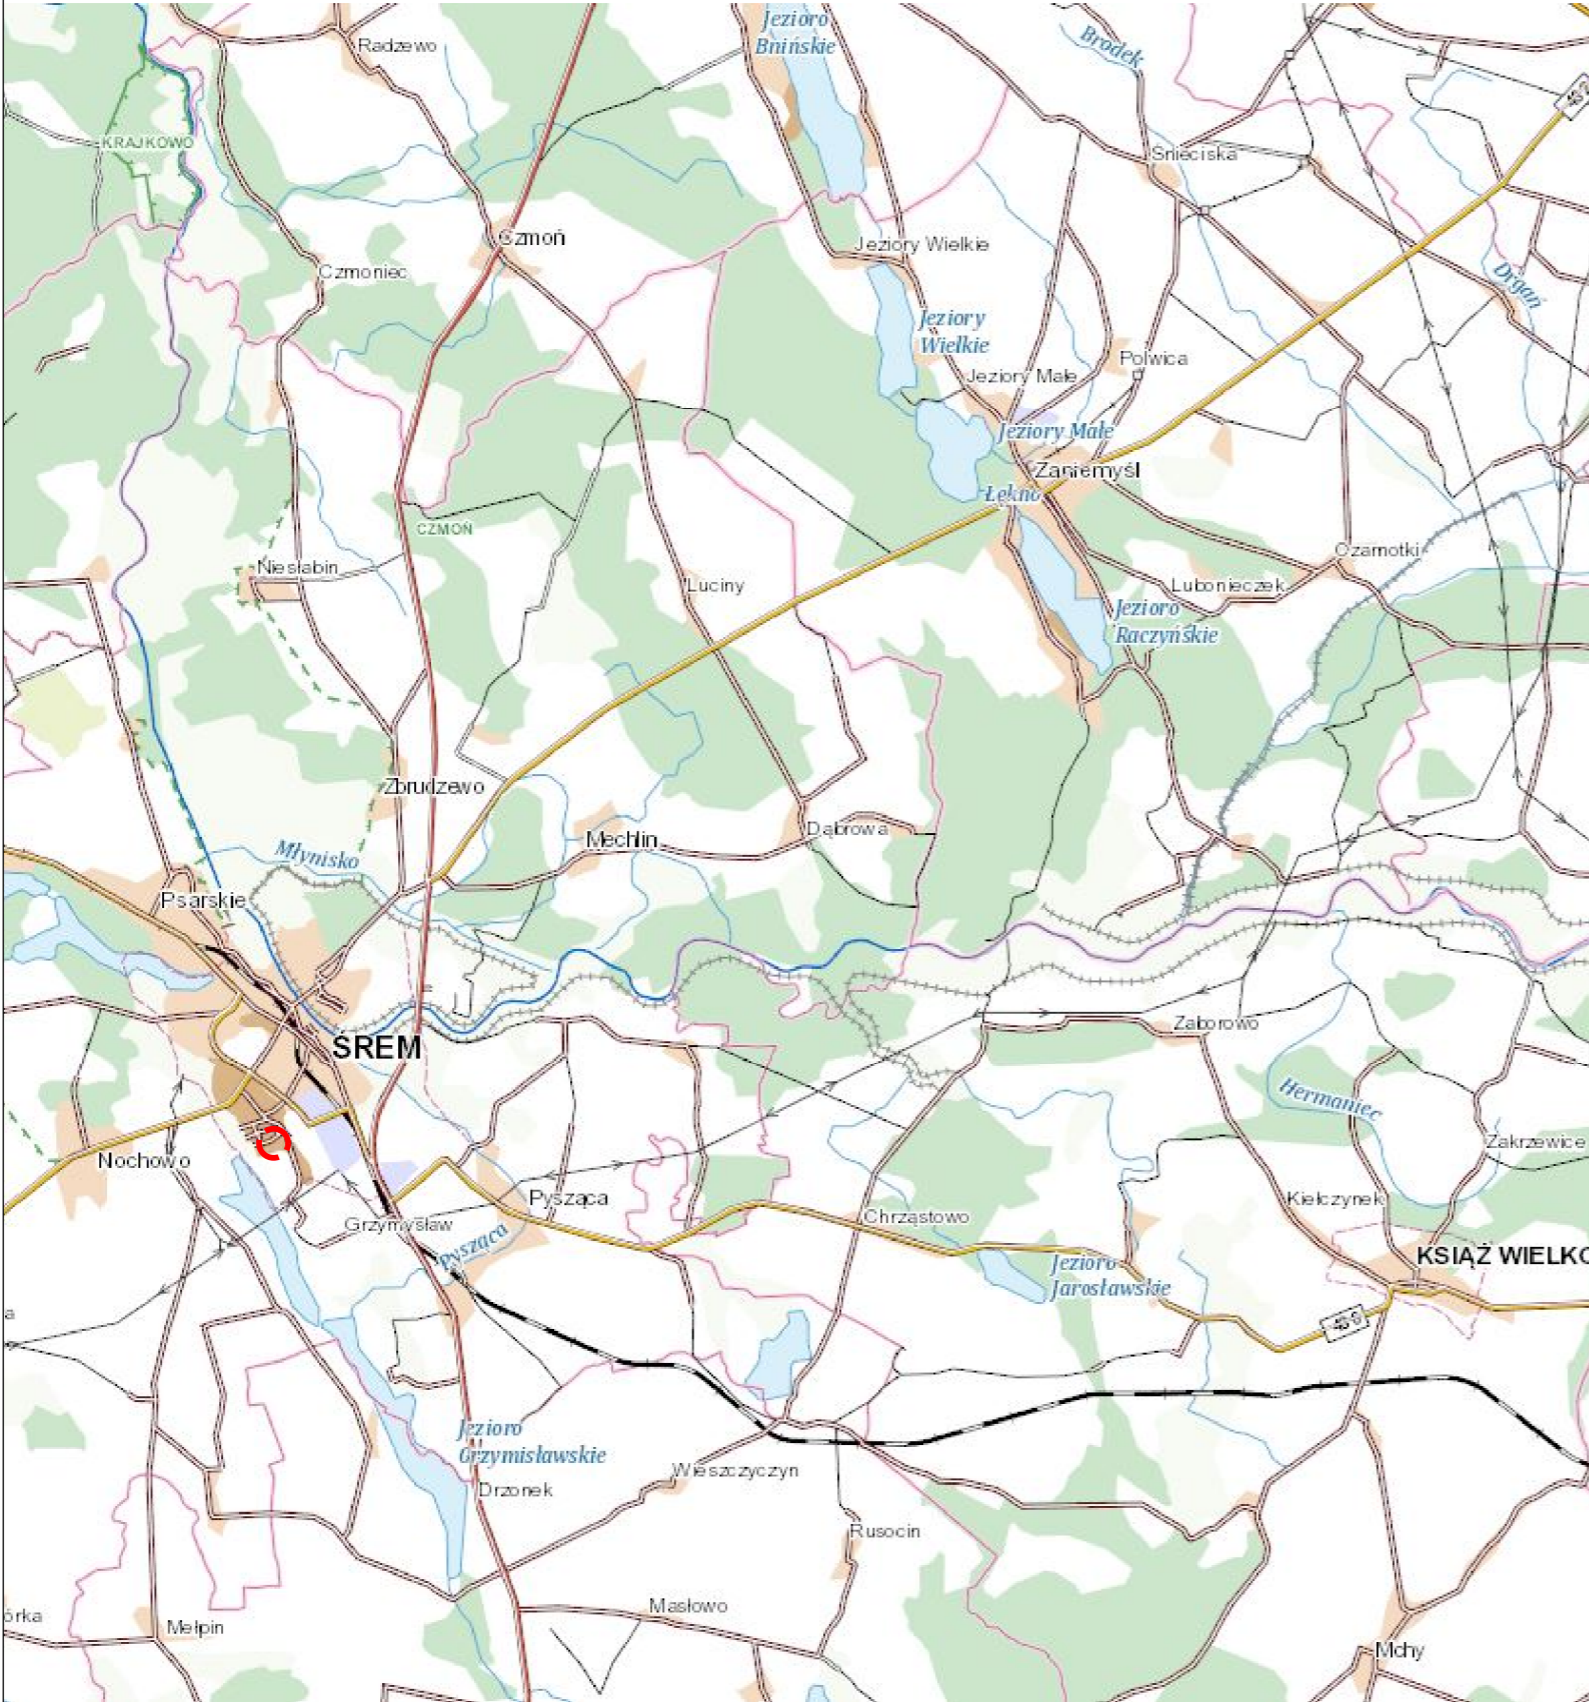 Jezioro
Bnińskie
Radzewo
Brodek
KRAJKOWO
Śnieciska
Czmoń
Jeziory Wielkie
Czmoniec
Drgań
Jeziory
Wielkie
Polwica
Jeziory Małe
Jeziory Małe
Zaniemyśl
Łękno
CZMOŃ
Czarnotki
Niesłabin
Luciny
Lubonieczek
Jezioro
Raczyńskie
Zbrudzewo
Mechlin
Dąbrowa
Młynisko
Psarskie
Zaborowo
ŚREM
Hermaniec
Zakrzewice
Nochowo
Pysząca
Kiełczynek
Grzymysław
Chrząstowo
Pysząca
KSIĄŻ WIELKO
Jezioro
Jarosławskie
a
Jezioro
Grzymisławskie
Wieszczyczyn
Drzonek
Rusocin
Masłowo
órka
Mełpin
Mchy